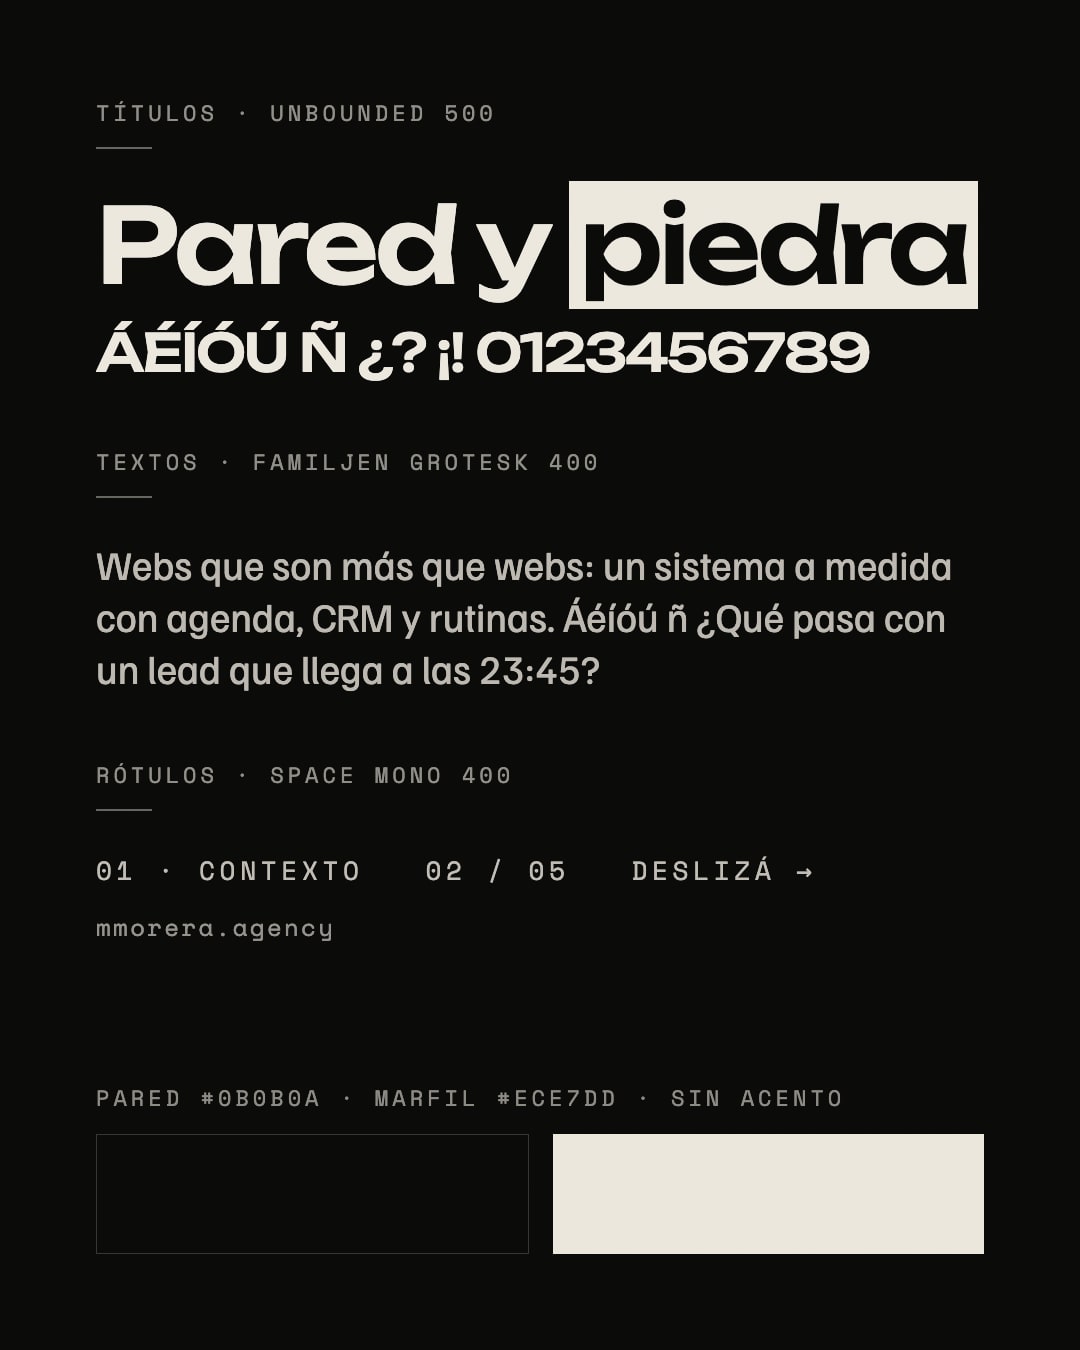 TÍTULOS · UNBOUNDED 500
Pared y piedra
ÁÉÍÓÚ Ñ ¿? ¡! 0123456789
TEXTOS · FAMILJEN GROTESK 400
Webs que son más que webs: un sistema a medida
con agenda, CRM y rutinas. Áéíóú ñ ¿Qué pasa con
un lead que llega a las 23:45?
RÓTULOS · SPACE MONO 400
01 · CONTEXTO 02 / 05 DESLIZÁ →
mmorera.agency
PARED #0B0B0A · MARFIL #ECE7DD · SIN ACENTO